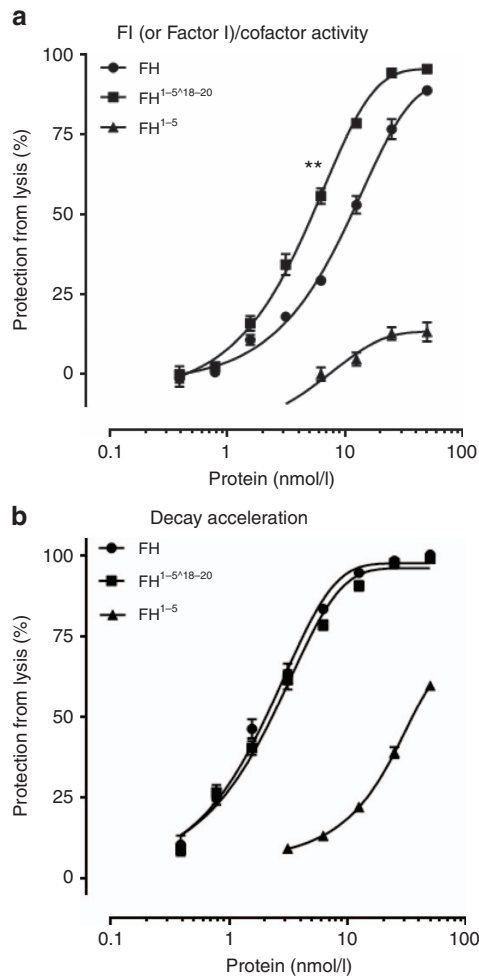 a
FI (or Factor I)/cofactor activity
Protection from lysis (%)
100
75
50
25
0
FH
FH¹⁻⁵^¹⁸⁻²⁰
FH¹⁻⁵
**
0.1 1 10 100
Protein (nmol/l)
b
Decay acceleration
Protection from lysis (%)
100
75
50
25
0
FH
FH¹⁻⁵^¹⁸⁻²⁰
FH¹⁻⁵
0.1 1 10 100
Protein (nmol/l)